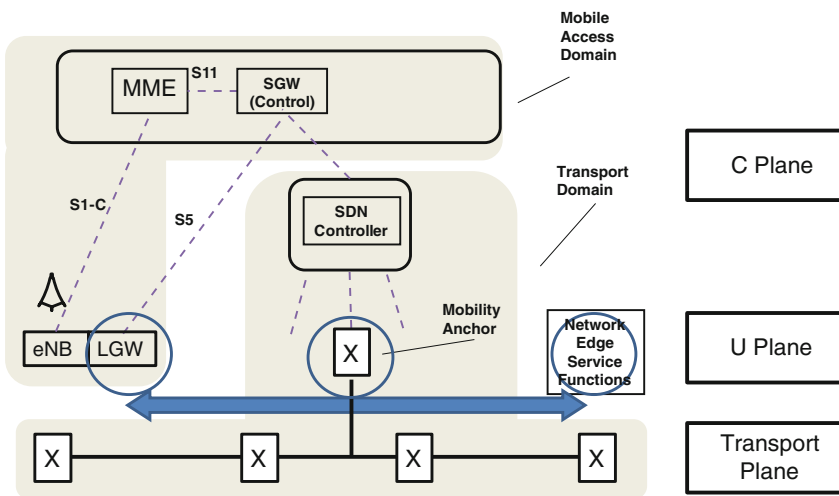 Mobile
Access
Domain
S11
MME
SGW
(Control)
C Plane
Transport
Domain
S1-C
S5
SDN
Controller
Mobility
Anchor
eNB
LGW
X
Network
Edge
Service
Functions
U Plane
X
X
X
X
Transport
Plane